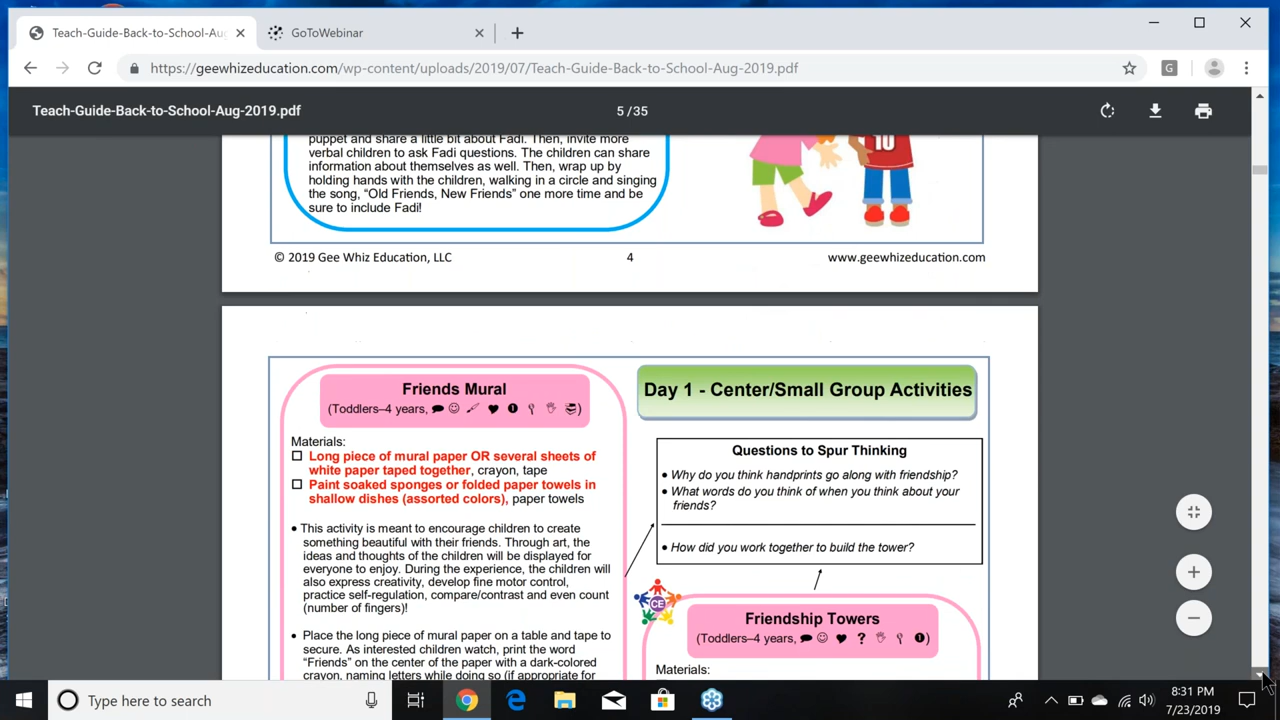 Teach-Guide-Back-to-School-Au
GoToWebinar
https://geewhizeducation.com/wp-content/uploads/2019/07/Teach-Guide-Back-to-School-Aug-2019.pdf
G
Teach-Guide-Back-to-School-Aug-2019.pdf
5 / 35
puppet and share a little bit about Fadi. Then, invite more
verbal children to ask Fadi questions. The children can share
information about themselves as well. Then, wrap up by
holding hands with the children, walking in a circle and singing
the song, “Old Friends, New Friends” one more time and be
sure to include Fadi!
10
© 2019 Gee Whiz Education, LLC
4
www.geewhizeducation.com
Friends Mural
(Toddlers–4 years, )
Materials:
Long piece of mural paper OR several sheets of
white paper taped together, crayon, tape
Paint soaked sponges or folded paper towels in
shallow dishes (assorted colors), paper towels
• This activity is meant to encourage children to create
something beautiful with their friends. Through art, the
ideas and thoughts of the children will be displayed for
everyone to enjoy. During the experience, the children will
also express creativity, develop fine motor control,
practice self-regulation, compare/contrast and even count
(number of fingers)!
• Place the long piece of mural paper on a table and tape to
secure. As interested children watch, print the word
“Friends” on the center of the paper with a dark-colored
crayon, naming letters while doing so (if appropriate for
Day 1 - Center/Small Group Activities
Questions to Spur Thinking
• Why do you think handprints go along with friendship?
• What words do you think of when you think about your
friends?
• How did you work together to build the tower?
CE
Friendship Towers
(Toddlers–4 years, ? )
Materials:
Type here to search
8:31 PM
7/23/2019